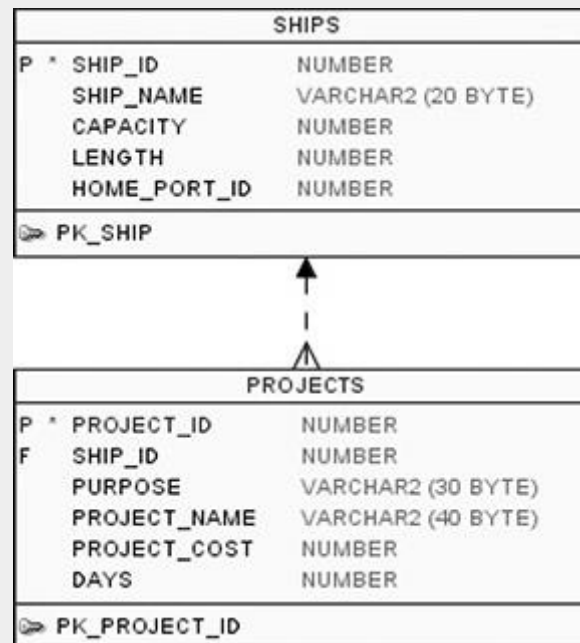 SHIPS
P * SHIP_ID NUMBER
SHIP_NAME VARCHAR2 (20 BYTE)
CAPACITY NUMBER
LENGTH NUMBER
HOME_PORT_ID NUMBER
PK_SHIP
PROJECTS
P * PROJECT_ID NUMBER
F SHIP_ID NUMBER
PURPOSE VARCHAR2 (30 BYTE)
PROJECT_NAME VARCHAR2 (40 BYTE)
PROJECT_COST NUMBER
DAYS NUMBER
PK_PROJECT_ID